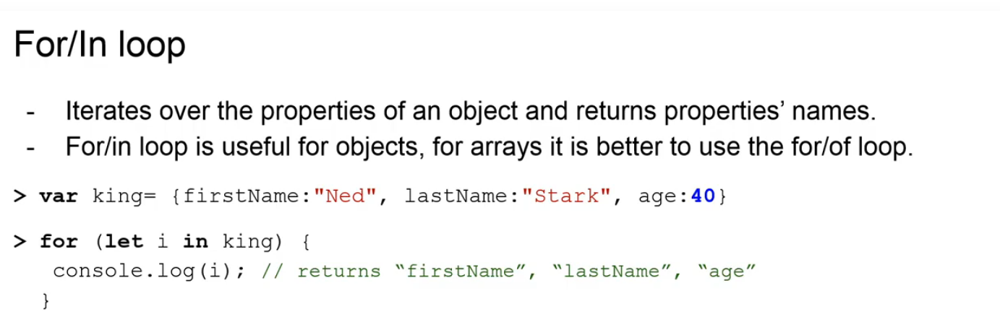 For/In loop
- Iterates over the properties of an object and returns properties’ names.
- For/in loop is useful for objects, for arrays it is better to use the for/of loop.
> var king= {firstName:"Ned", lastName:"Stark", age:40}
> for (let i in king) {
console.log(i); // returns “firstName”, “lastName”, “age”
}